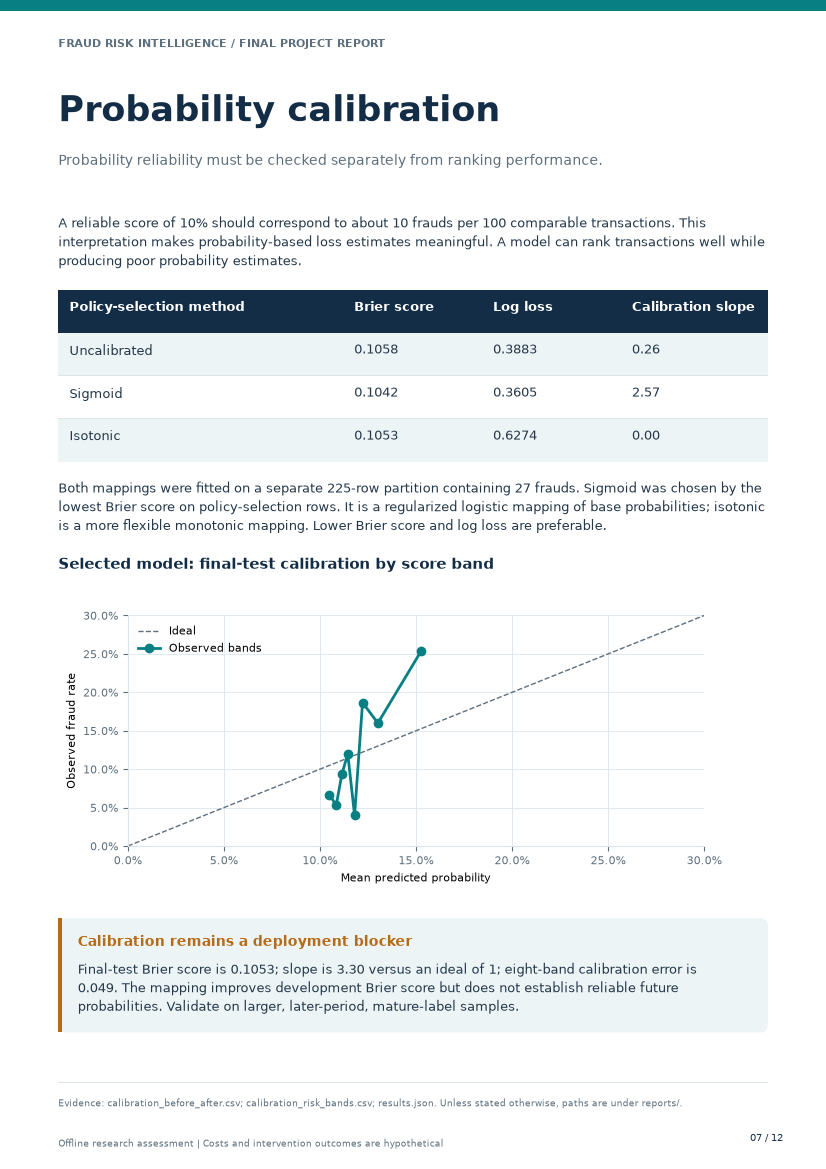 FRAUD RISK INTELLIGENCE / FINAL PROJECT REPORT
Probability calibration
Probability reliability must be checked separately from ranking performance.
A reliable score of 10% should correspond to about 10 frauds per 100 comparable transactions. This
interpretation makes probability-based loss estimates meaningful. A model can rank transactions well while
producing poor probability estimates.
Policy-selection method Brier score Log loss Calibration slope
Uncalibrated 0.1058 0.3883 0.26
Sigmoid 0.1042 0.3605 2.57
Isotonic 0.1053 0.6274 0.00
Both mappings were fitted on a separate 225-row partition containing 27 frauds. Sigmoid was chosen by the
lowest Brier score on policy-selection rows. It is a regularized logistic mapping of base probabilities; isotonic
is a more flexible monotonic mapping. Lower Brier score and log loss are preferable.
Selected model: final-test calibration by score band
30.0%
25.0%
20.0%
15.0%
10.0%
5.0%
0.0%
Observed fraud rate
Ideal
Observed bands
0.0% 5.0% 10.0% 15.0% 20.0% 25.0% 30.0%
Mean predicted probability
Calibration remains a deployment blocker
Final-test Brier score is 0.1053; slope is 3.30 versus an ideal of 1; eight-band calibration error is
0.049. The mapping improves development Brier score but does not establish reliable future
probabilities. Validate on larger, later-period, mature-label samples.
Evidence: calibration_before_after.csv; calibration_risk_bands.csv; results.json. Unless stated otherwise, paths are under reports/.
Offline research assessment | Costs and intervention outcomes are hypothetical
07 / 12